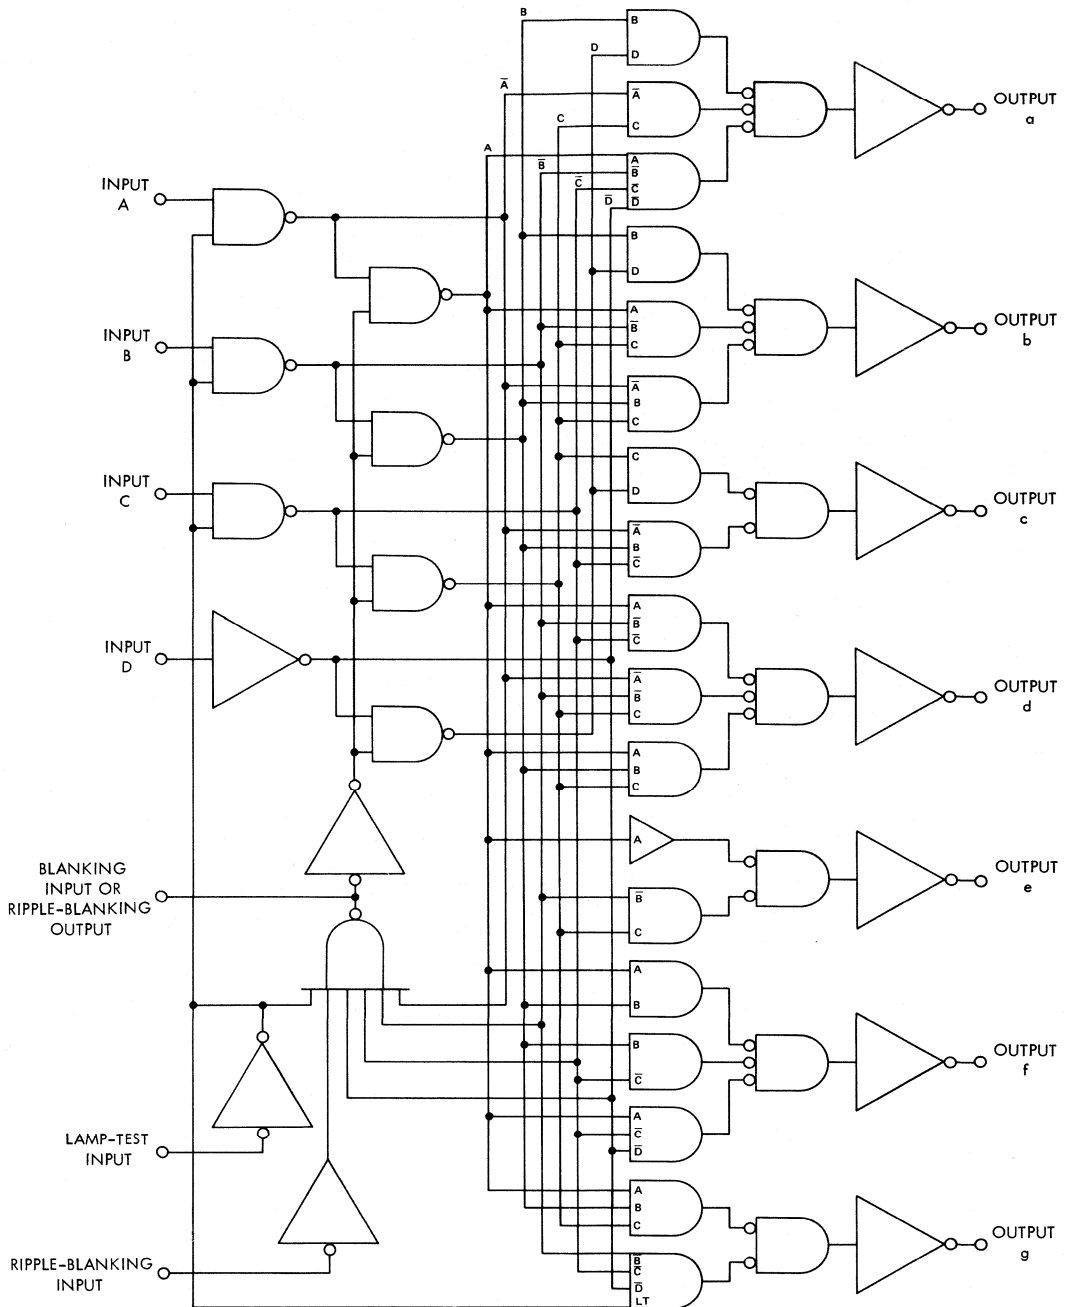 B
B
D
D
OUTPUT
a
A̅
A̅
C
C
A
A
B̅
B̅
C̅
C̅
D̅
D̅
INPUT
A
B
D
INPUT
B
A
B̅
C
OUTPUT
b
A̅
B
C
C
D
INPUT
C
OUTPUT
c
A̅
B
C̅
A
B̅
C̅
INPUT
D
A̅
B̅
C
OUTPUT
d
A
B
C
A
BLANKING
INPUT OR
RIPPLE-BLANKING
OUTPUT
B̅
C
OUTPUT
e
A
B
B
C̅
OUTPUT
f
A
C̅
D̅
LAMP-TEST
INPUT
A
B
C
RIPPLE-BLANKING
INPUT
B̅
C̅
D̅
LT
OUTPUT
g